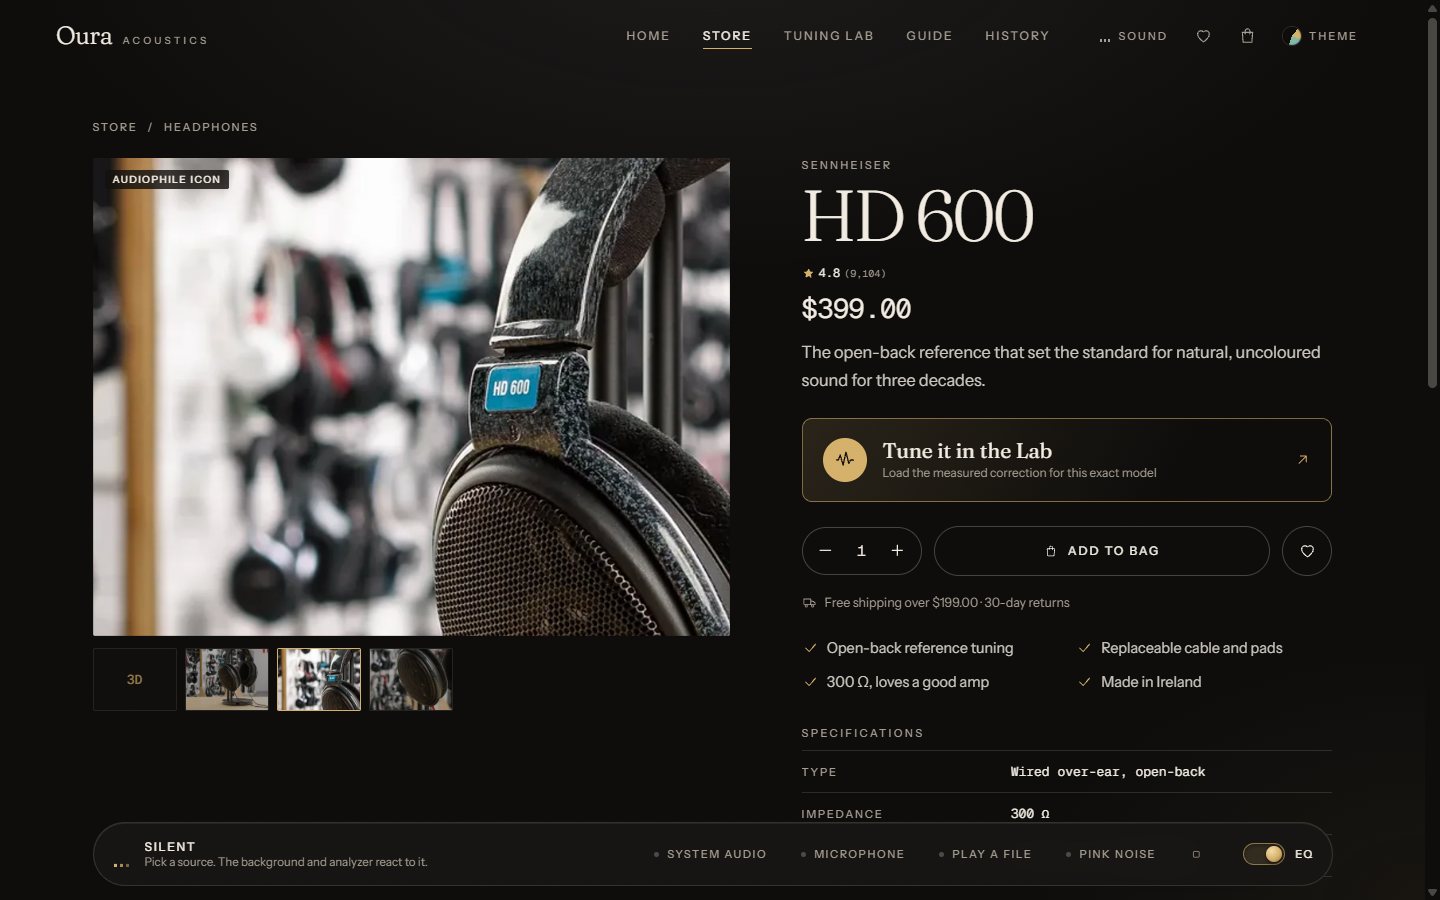 Oura ACOUSTICS
HOME STORE TUNING LAB GUIDE HISTORY SOUND THEME
STORE / HEADPHONES
AUDIOPHILE ICON
HD 600
3D
SENNHEISER
HD 600
4.8 (9,104)
$399.00
The open-back reference that set the standard for natural, uncoloured
sound for three decades.
Tune it in the Lab
Load the measured correction for this exact model
1
ADD TO BAG
Free shipping over $199.00 · 30-day returns
Open-back reference tuning
Replaceable cable and pads
300 Ω, loves a good amp
Made in Ireland
SPECIFICATIONS
TYPE Wired over-ear, open-back
IMPEDANCE 300 Ω
SILENT
Pick a source. The background and analyzer react to it.
SYSTEM AUDIO MICROPHONE PLAY A FILE PINK NOISE EQ